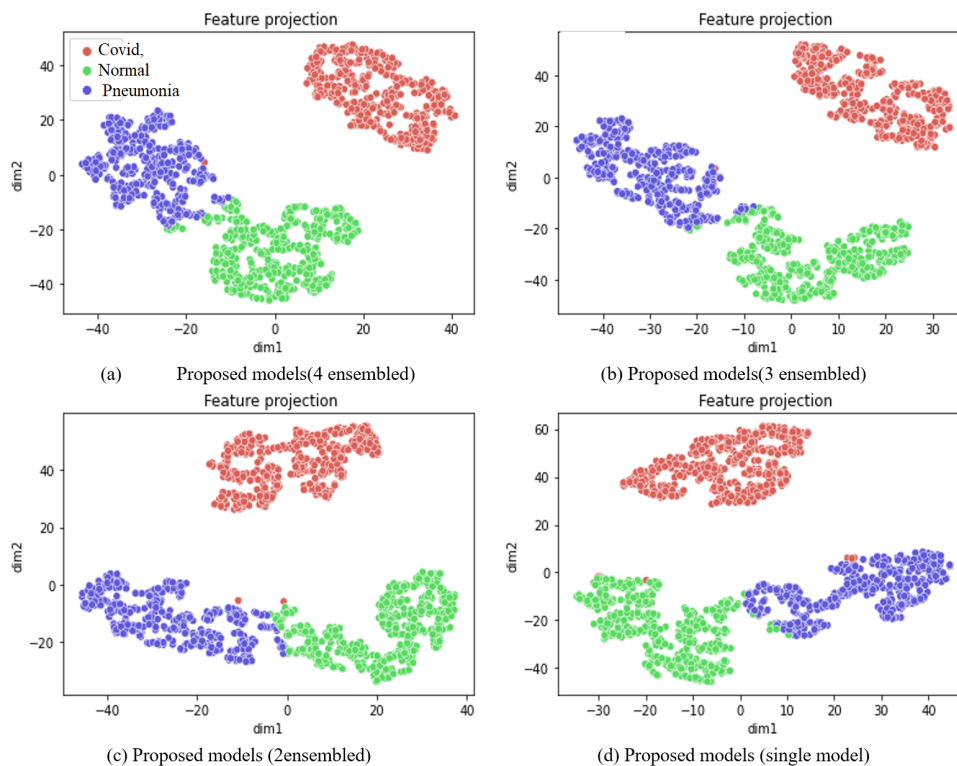 Feature projection
Covid,
Normal
Pneumonia
dim2
40
20
0
−20
−40
−40
−20
0
20
40
dim1
(a) Proposed models(4 ensembled)
Feature projection
dim2
40
20
0
−20
−40
−40
−30
−20
−10
0
10
20
30
dim1
(b) Proposed models(3 ensembled)
Feature projection
dim2
40
20
0
−20
−40
−20
0
20
40
dim1
(c) Proposed models (2ensembled)
Feature projection
dim2
60
40
20
0
−20
−40
−30
−20
−10
0
10
20
30
40
dim1
(d) Proposed models (single model)